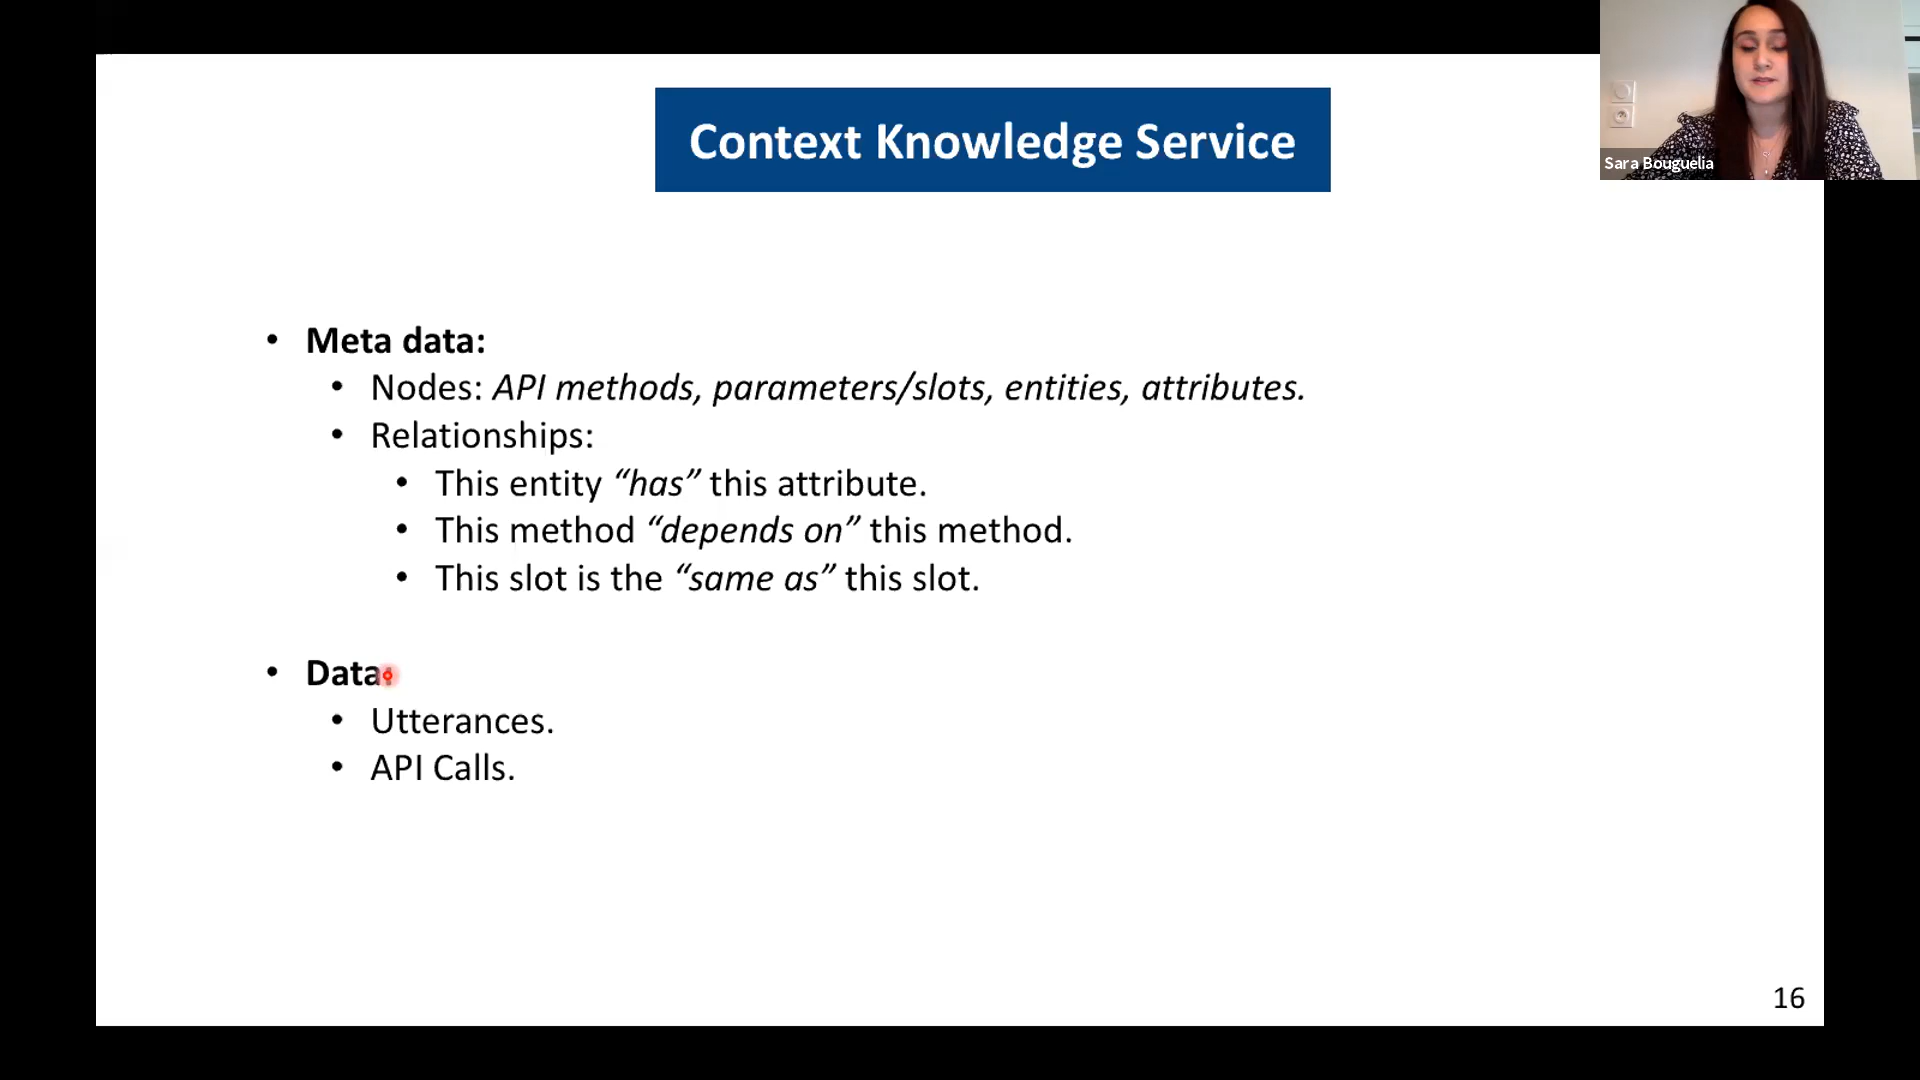 Context Knowledge Service
Sara Bouguelia
• Meta data:
• Nodes: API methods, parameters/slots, entities, attributes.
• Relationships:
• This entity “has” this attribute.
• This method “depends on” this method.
• This slot is the “same as” this slot.
• Data:
• Utterances.
• API Calls.
16